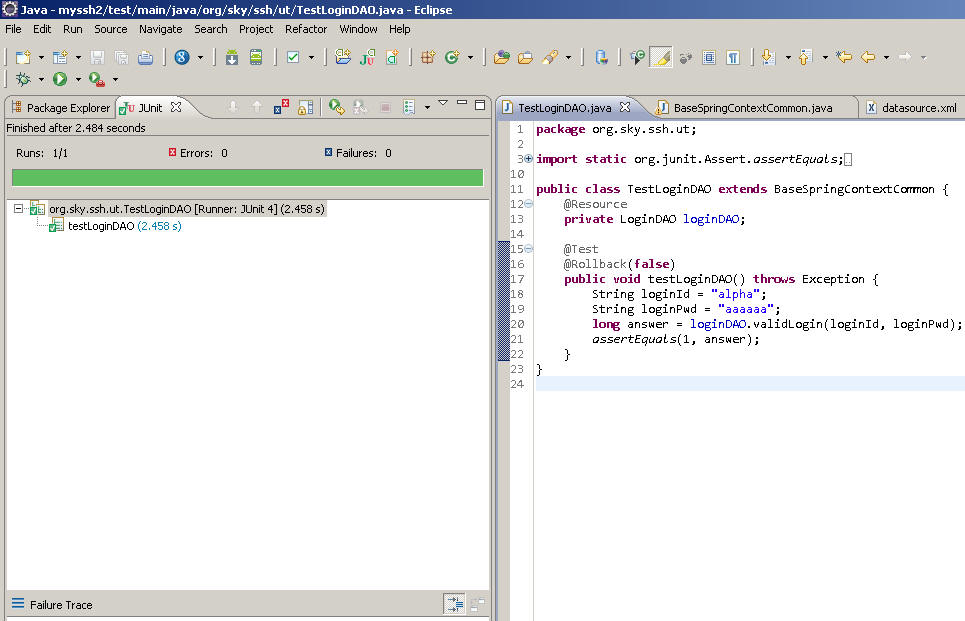 Java - myssh2/test/main/java/org/sky/ssh/ut/TestLoginDAO.java - Eclipse
File Edit Run Source Navigate Search Project Refactor Window Help
Package Explorer JUnit
Finished after 2.484 seconds
Runs: 1/1 Errors: 0 Failures: 0
org.sky.ssh.ut.TestLoginDAO [Runner: JUnit 4] (2.458 s)
testLoginDAO (2.458 s)
Failure Trace
TestLoginDAO.java BaseSpringContextCommon.java datasource.xml
1 package org.sky.ssh.ut;
2
3 import static org.junit.Assert.assertEquals;
10
11 public class TestLoginDAO extends BaseSpringContextCommon {
12 @Resource
13 private LoginDAO loginDAO;
14
15 @Test
16 @Rollback(false)
17 public void testLoginDAO() throws Exception {
18 String loginId = "alpha";
19 String loginPwd = "aaaaaa";
20 long answer = loginDAO.validLogin(loginId, loginPwd);
21 assertEquals(1, answer);
22 }
23 }
24